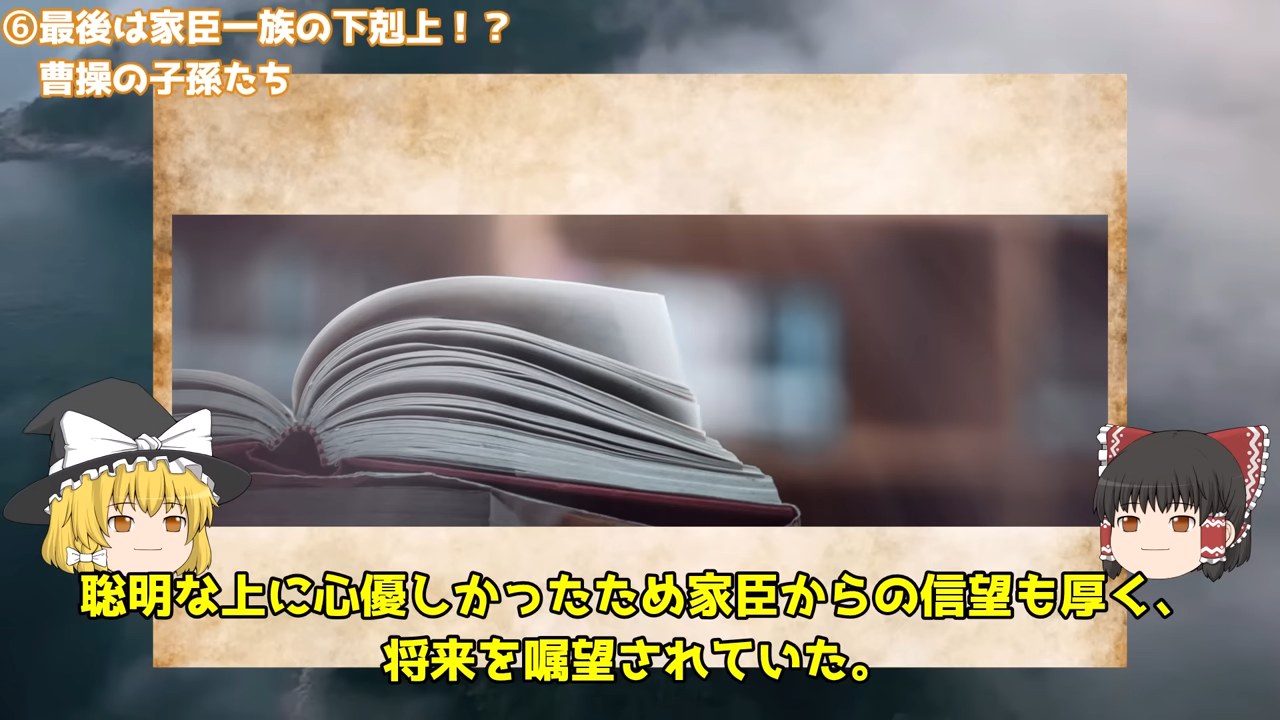 ⑥最後は家臣一族の下剋上！？
曹操の子孫たち
聡明な上に心優しかったため家臣からの信望も厚く、
将来を嘱望されていた。